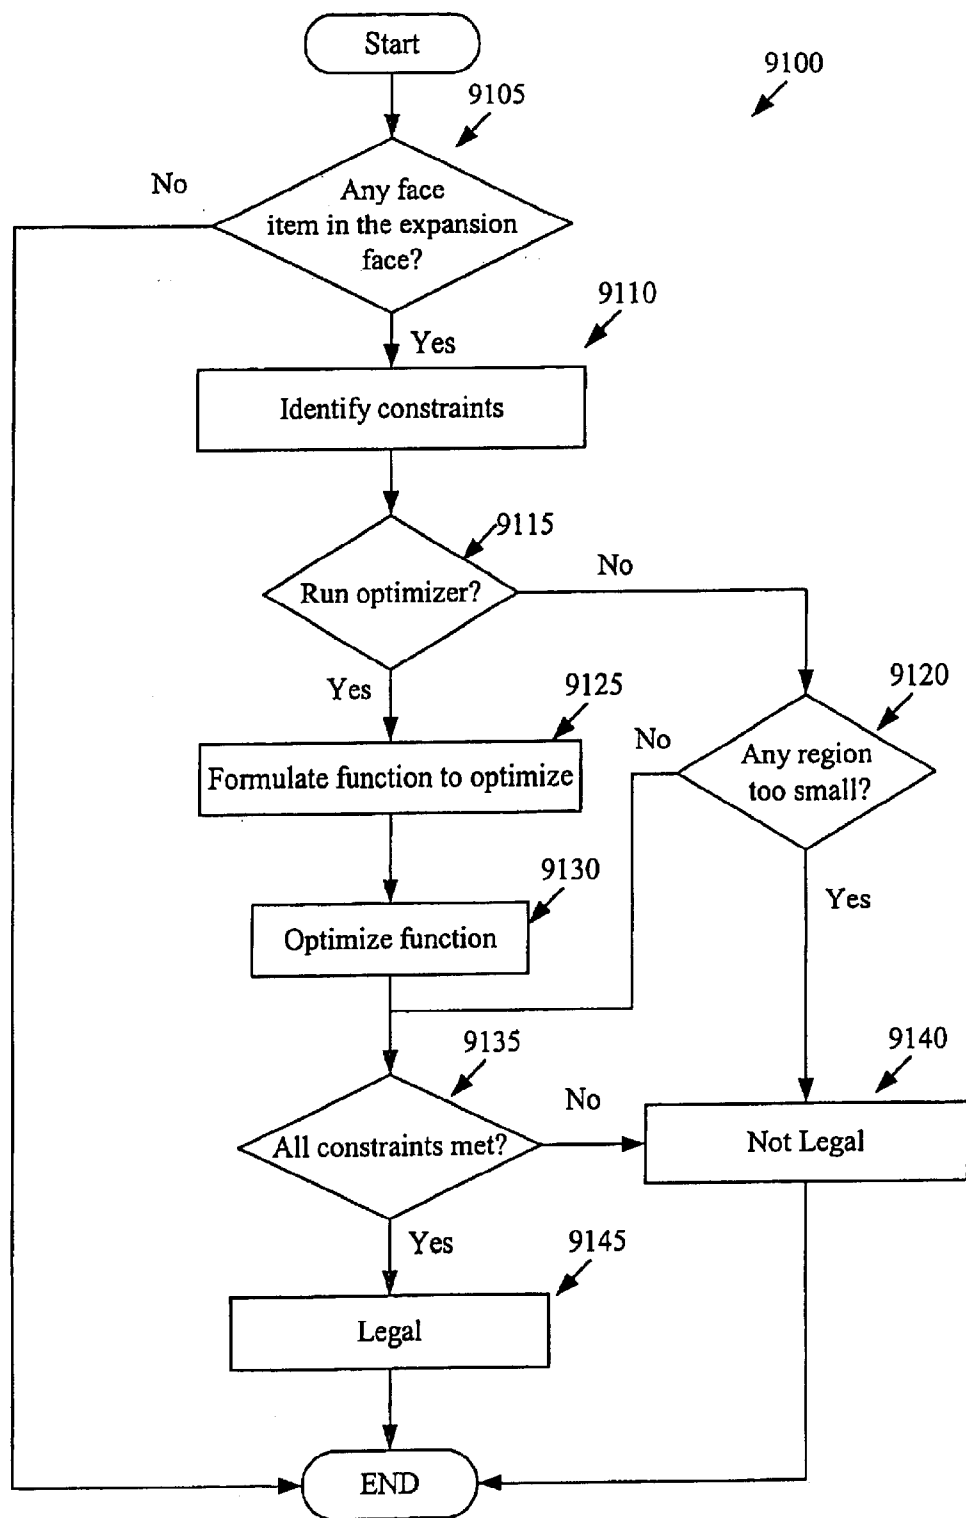 Start
9100
9105
No
Any face
item in the expansion
face?
9110
Yes
Identify constraints
9115
No
Run optimizer?
Yes
9125
9120
No
Any region
too small?
Formulate function to optimize
9130
Yes
Optimize function
9135
9140
No
All constraints met?
Not Legal
Yes
9145
Legal
END